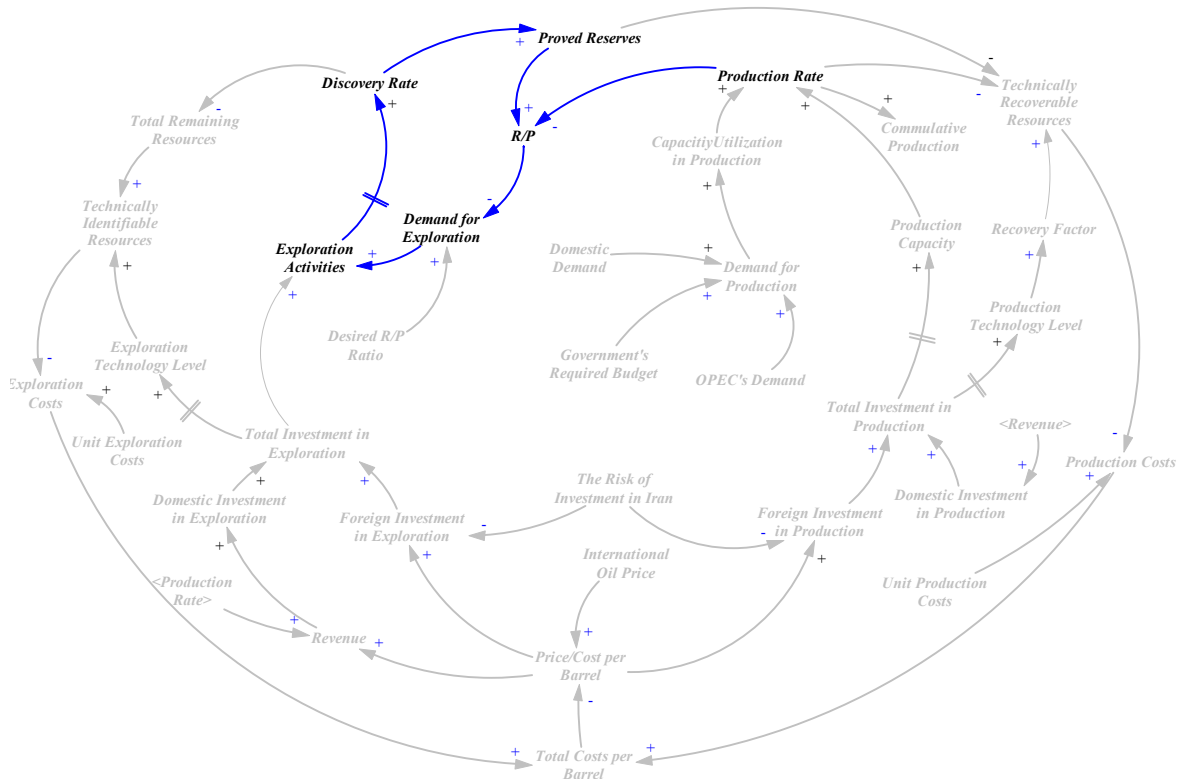 Proved Reserves
Discovery Rate
Production Rate
Technically
Recoverable
Resources
Total Remaining
Resources
R/P
Commulative
Production
CapacitiyUtilization
in Production
Technically
Identifiable
Resources
Demand for
Exploration
Exploration
Activities
Production
Capacity
Recovery Factor
Domestic
Demand
Demand for
Production
Production
Technology Level
Desired R/P
Ratio
Exploration
Technology Level
Government's
Required Budget
OPEC's Demand
Exploration
Costs
Unit Exploration
Costs
Total Investment in
Exploration
Total Investment in
Production
<Revenue>
Production Costs
The Risk of
Investment in Iran
Domestic Investment
in Exploration
Foreign Investment
in Exploration
Foreign Investment
in Production
Domestic Investment
in Production
International
Oil Price
<Production
Rate>
Unit Production
Costs
Revenue
Price/Cost per
Barrel
Total Costs per
Barrel